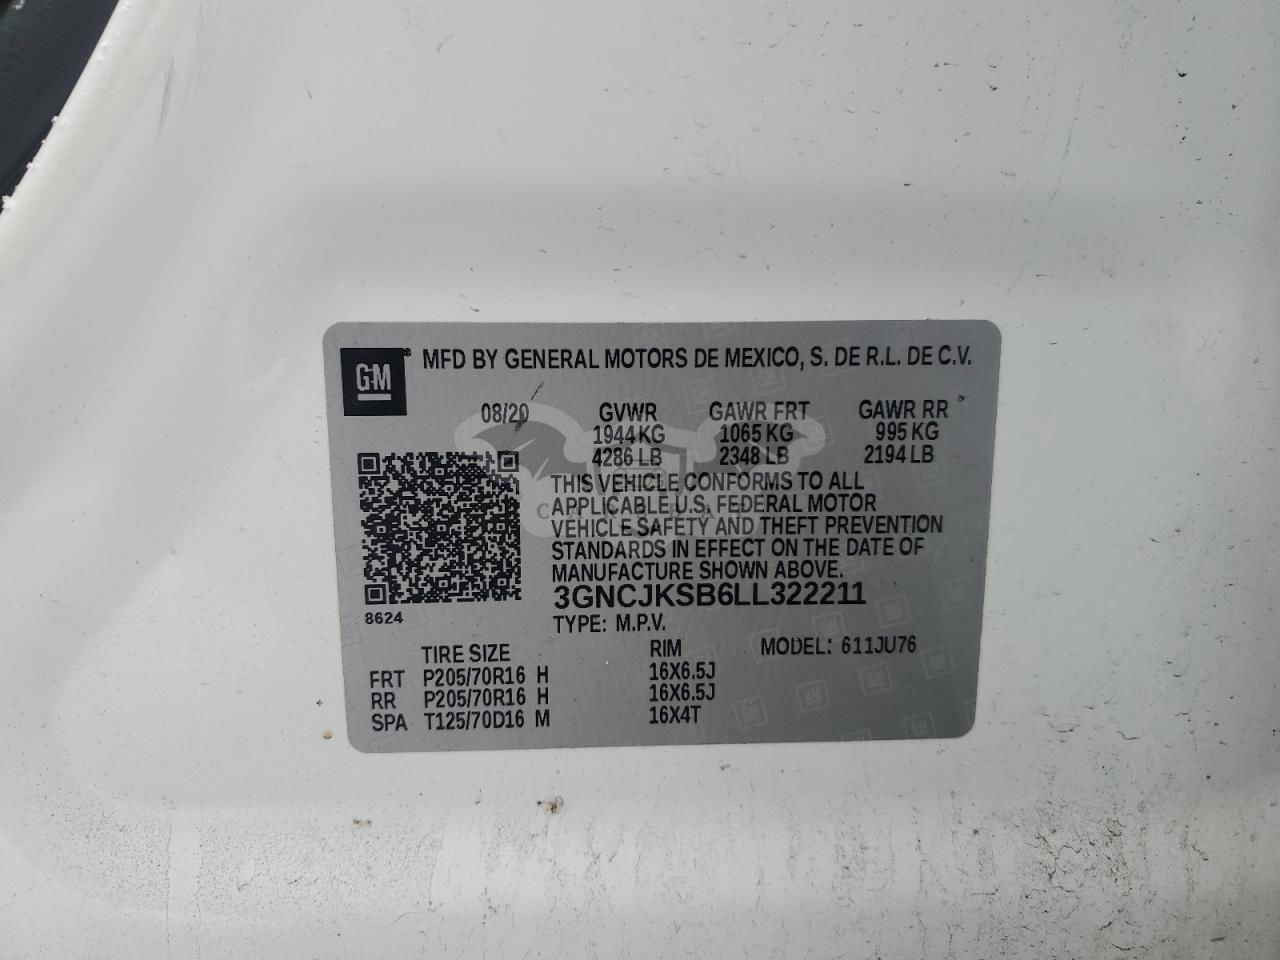 GM
MFD BY GENERAL MOTORS DE MEXICO, S. DE R.L. DE C.V.
08/20 GVWR GAWR FRT GAWR RR
1944 KG 1065 KG 995 KG
4286 LB 2348 LB 2194 LB
THIS VEHICLE CONFORMS TO ALL
APPLICABLE U.S. FEDERAL MOTOR
VEHICLE SAFETY AND THEFT PREVENTION
STANDARDS IN EFFECT ON THE DATE OF
MANUFACTURE SHOWN ABOVE.
3GNCJKSB6LL322211
8624
TYPE: M.P.V.
TIRE SIZE RIM MODEL: 611JU76
FRT P205/70R16 H 16X6.5J
RR P205/70R16 H 16X6.5J
SPA T125/70D16 M 16X4T